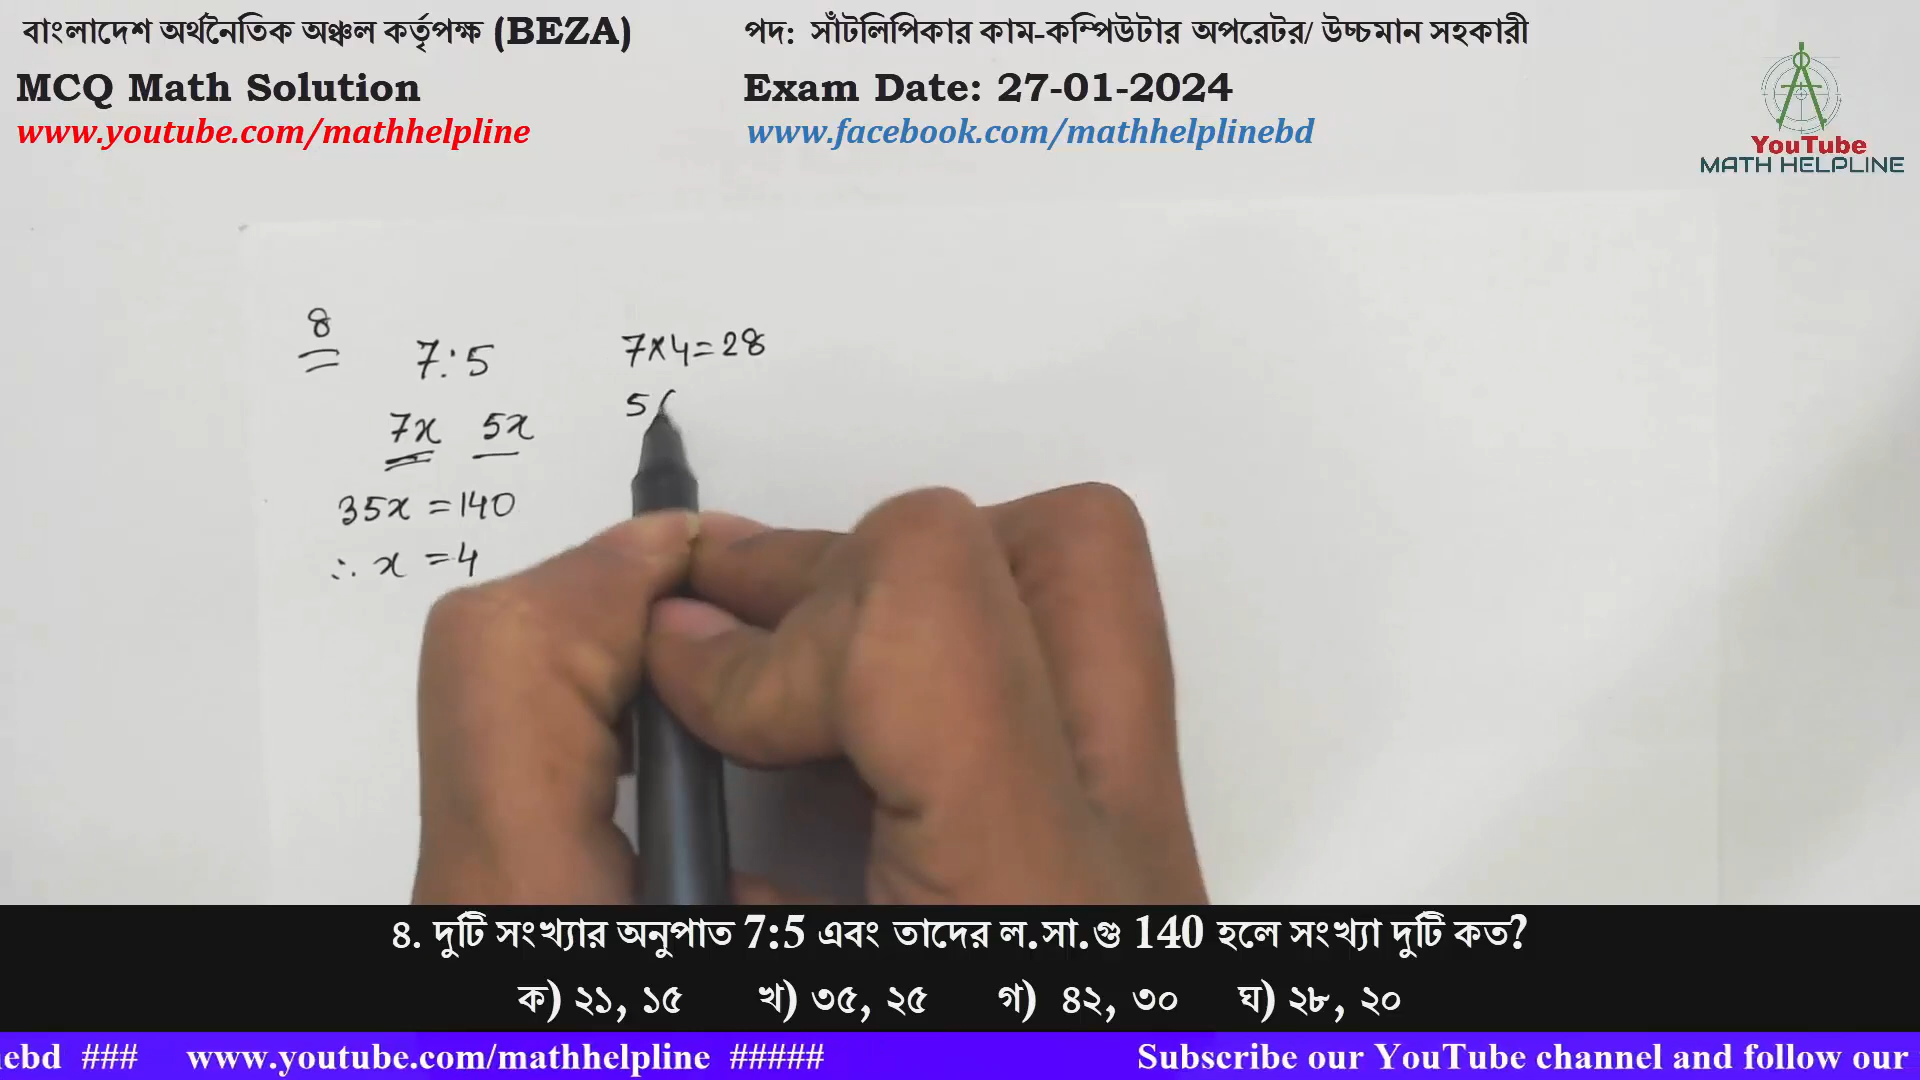 বাংলাদেশ অর্থনৈতিক অঞ্চল কর্তৃপক্ষ (BEZA)
পদ: সাঁটলিপিকার কাম-কম্পিউটার অপরেটর/ উচ্চমান সহকারী
MCQ Math Solution
Exam Date: 27-01-2024
www.youtube.com/mathhelpline
www.facebook.com/mathhelplinebd
YouTube
MATH HELPLINE
8
7:5
7x 5x
35x = 140
∴ x = 4
7×4=28
5
৪. দুটি সংখ্যার অনুপাত 7:5 এবং তাদের ল.সা.গু 140 হলে সংখ্যা দুটি কত?
ক) ২১, ১৫ খ) ৩৫, ২৫ গ) ৪২, ৩০ ঘ) ২৮, ২০
nebd ### www.youtube.com/mathhelpline ##### Subscribe our YouTube channel and follow our